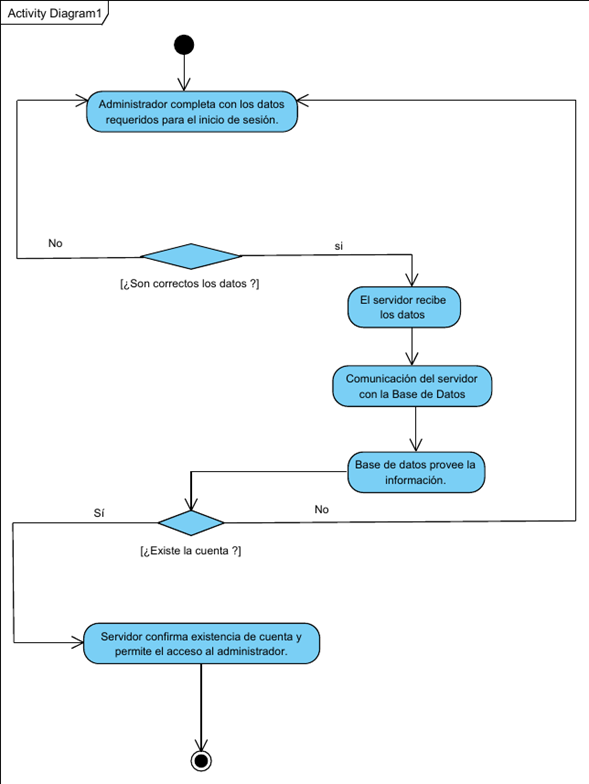 Activity Diagram1
Administrador completa con los datos
requeridos para el inicio de sesión.
No
si
[¿Son correctos los datos ?]
El servidor recibe
los datos
Comunicación del servidor
con la Base de Datos
Base de datos provee la
información.
Sí
No
[¿Existe la cuenta ?]
Servidor confirma existencia de cuenta y
permite el acceso al administrador.